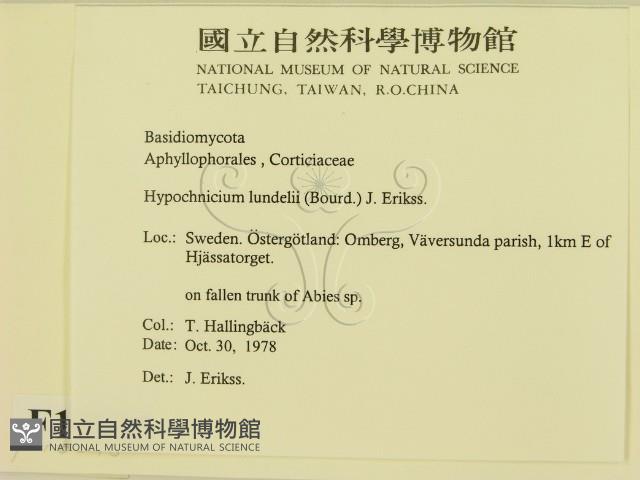 國立自然科學博物館
NATIONAL MUSEUM OF NATURAL SCIENCE
TAICHUNG, TAIWAN, R.O.CHINA
Basidiomycota
Aphyllophorales , Corticiaceae
Hypochnicium lundelii (Bourd.) J. Erikss.
Loc.: Sweden. Östergötland: Omberg, Väversunda parish, 1km E of
Hjässatorget.
on fallen trunk of Abies sp.
Col.: T. Hallingbäck
Date: Oct. 30, 1978
Det.: J. Erikss.
國立自然科學博物館
NATIONAL MUSEUM OF NATURAL SCIENCE